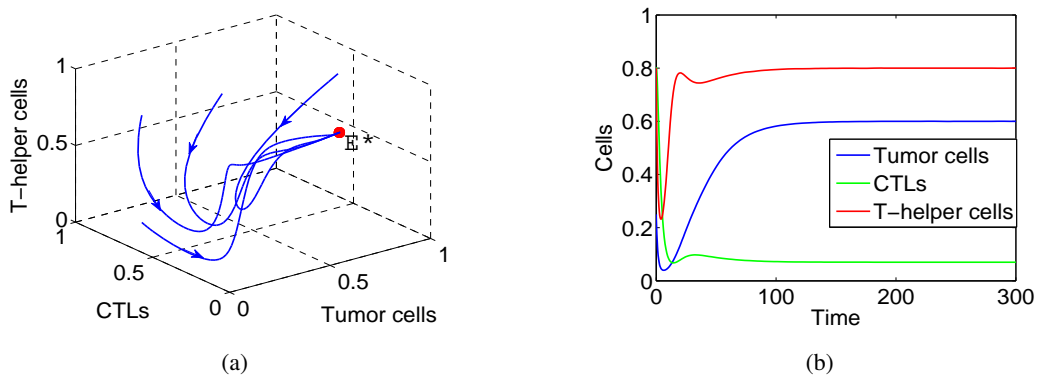 1
0.5
0
1
0.5
0
0
0.5
1
T−helper cells
CTLs
Tumor cells
E*
(a)
1
0.8
0.6
0.4
0.2
0
0
100
200
300
Cells
Time
Tumor cells
CTLs
T−helper cells
(b)